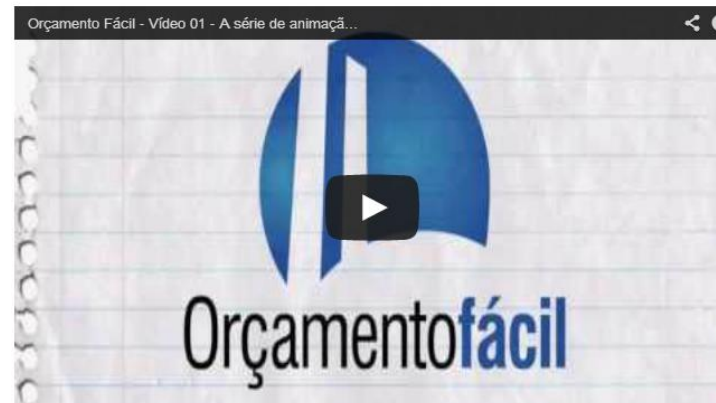 Orçamento Fácil - Vídeo 01 - A série de animaçã...
Orçamentofácil